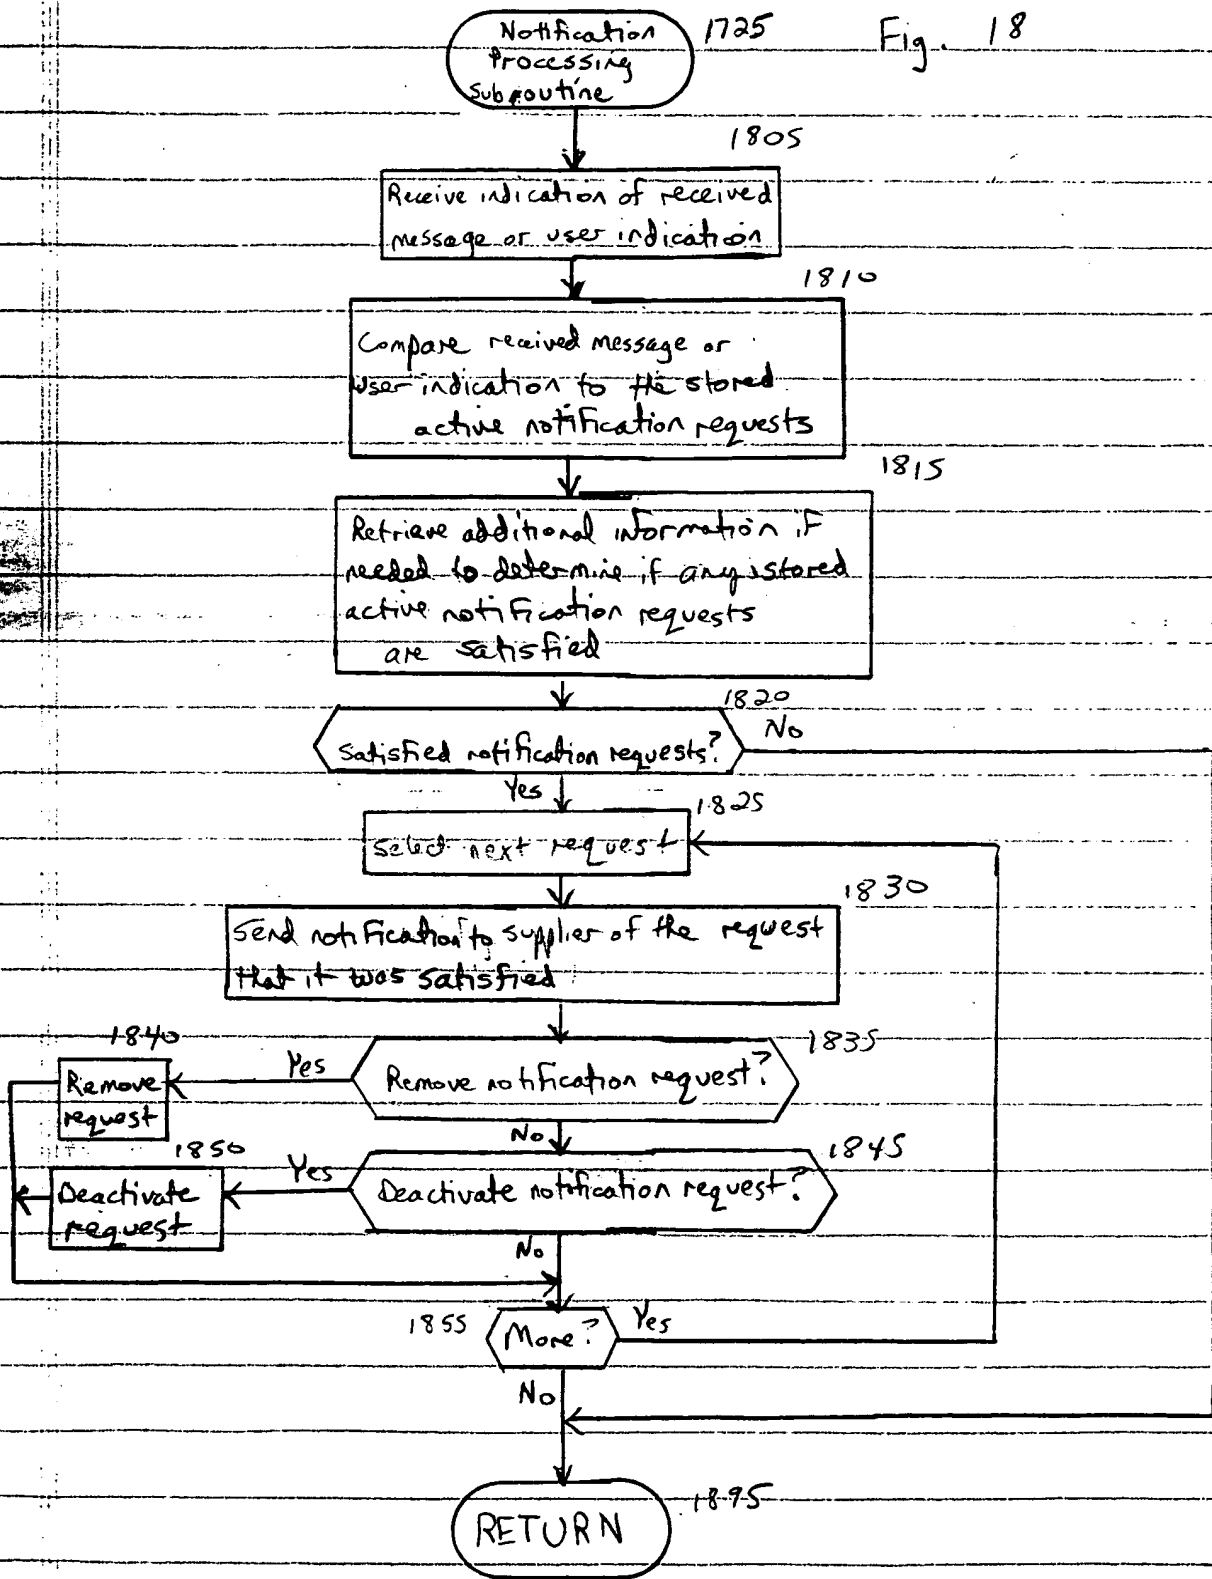 Notification
Processing
Subroutine
1725
Fig. 18
1805
Receive indication of received
message or user indication
1810
Compare received message or
user indication to the stored
active notification requests
1815
Retrieve additional information if
needed to determine if any stored
active notification requests
are satisfied
1820
Satisfied notification requests?
No
Yes
1825
Select next request
1830
Send notification to supplier of the request
that it was satisfied
1835
Remove notification request?
Yes
1840
Remove
request
No
1845
Deactivate notification request?
Yes
1850
Deactivate
request
No
1855
More?
Yes
No
1895
RETURN